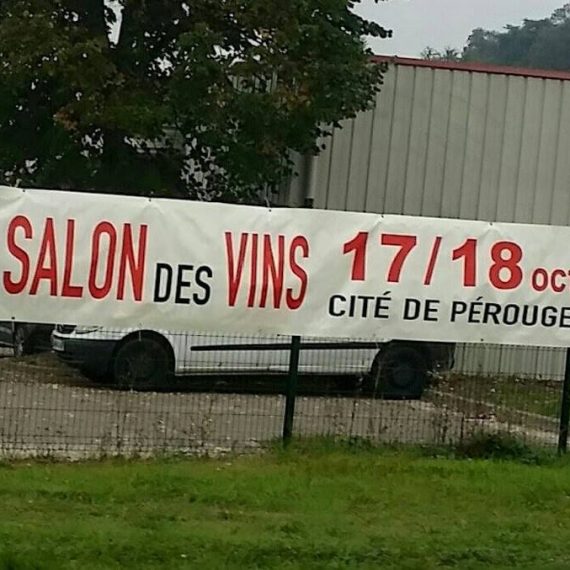 SALON DES VINS 17/18 OCT
CITÉ DE PÉROUGE